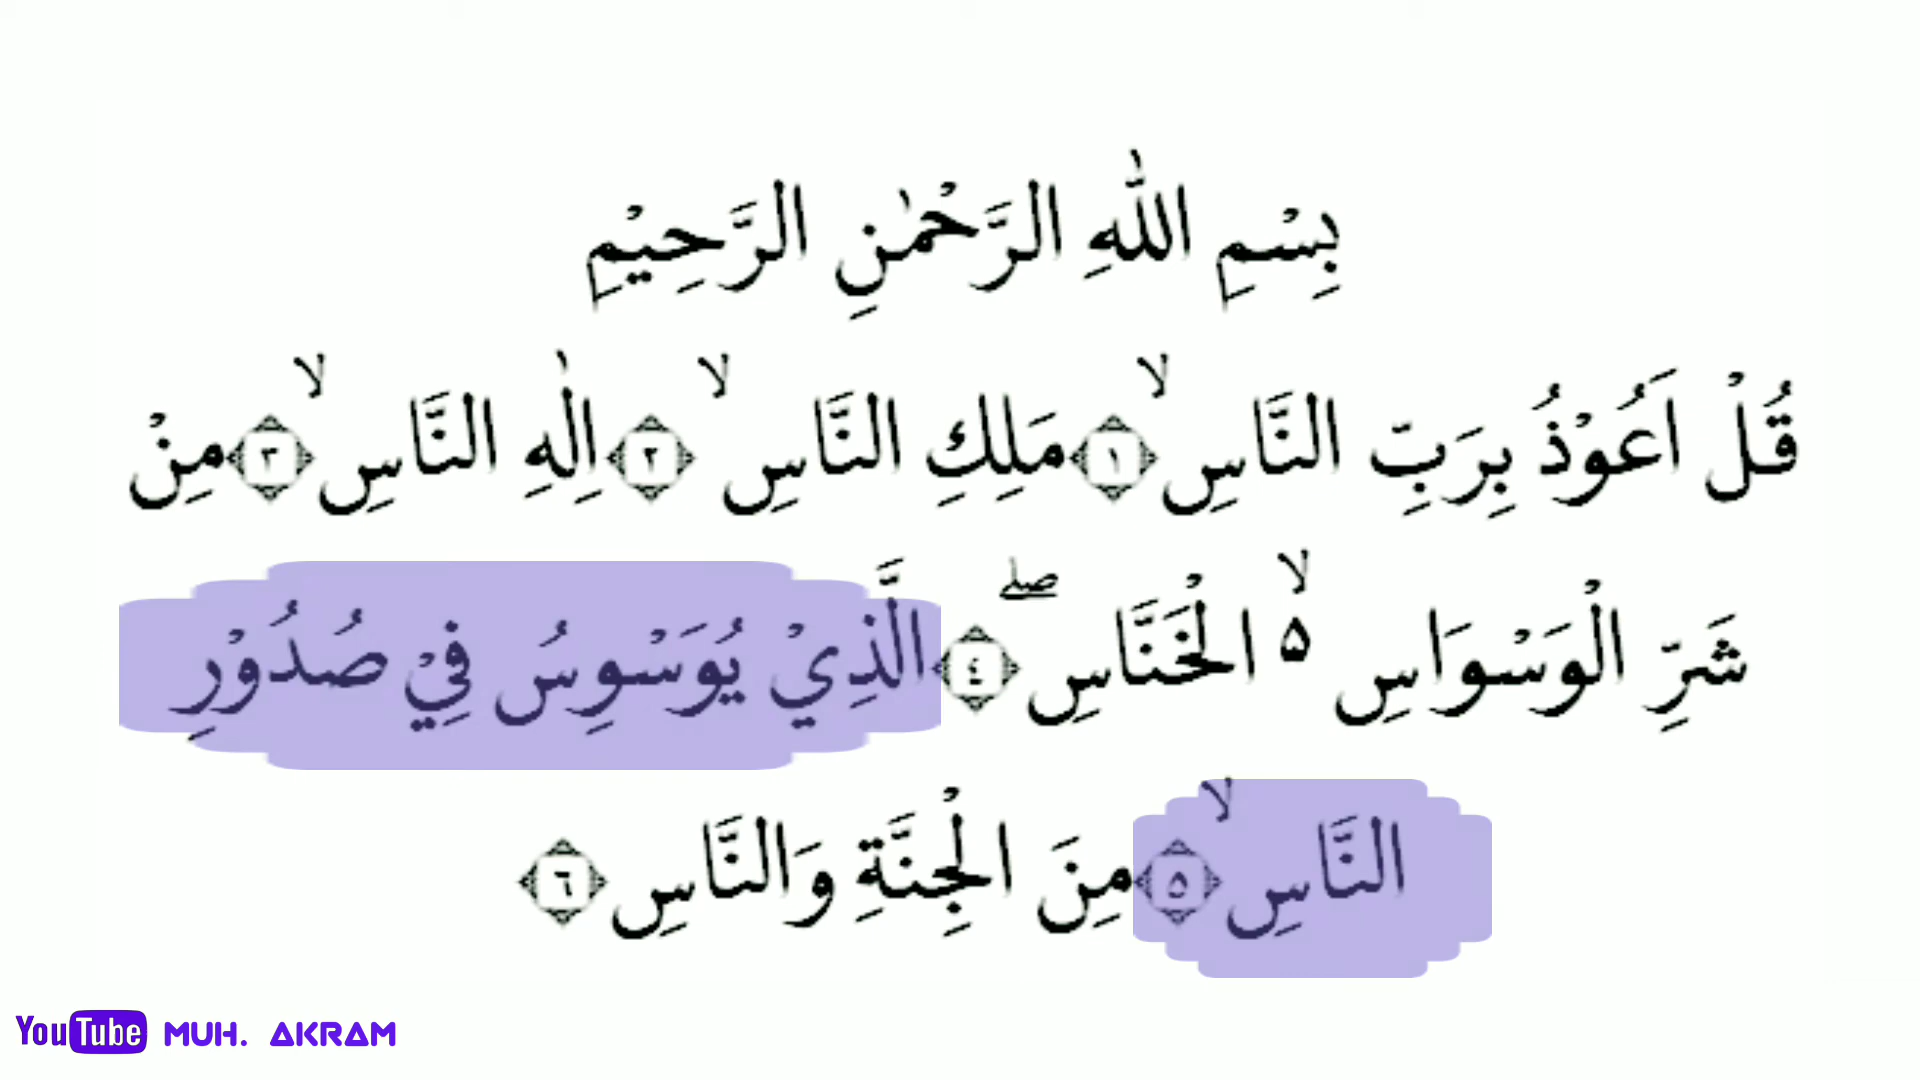 بِسْمِ اللّٰهِ الرَّحْمٰنِ الرَّحِيْمِ
قُلْ اَعُوْذُ بِرَبِّ النَّاسِۙ ١ مَلِكِ النَّاسِۙ ٢ اِلٰهِ النَّاسِۙ ٣ مِنْ
شَرِّ الْوَسْوَاسِ ۵ۙ الْخَنَّاسِۖ ٤ الَّذِيْ يُوَسْوِسُ فِيْ صُدُوْرِ
النَّاسِۙ ٥ مِنَ الْجِنَّةِ وَالنَّاسِ ٦
YouTube MUH. AKRAM